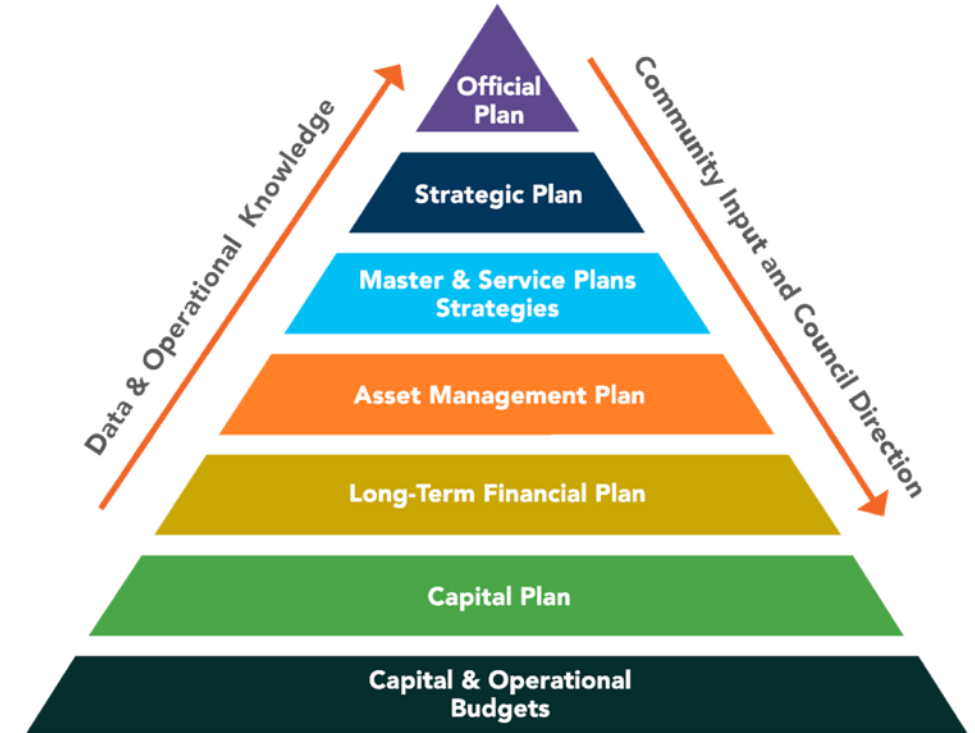 Official
Plan
Strategic Plan
Master & Service Plans
Strategies
Asset Management Plan
Long-Term Financial Plan
Capital Plan
Capital & Operational
Budgets
Data & Operational Knowledge
Community Input and Council Direction